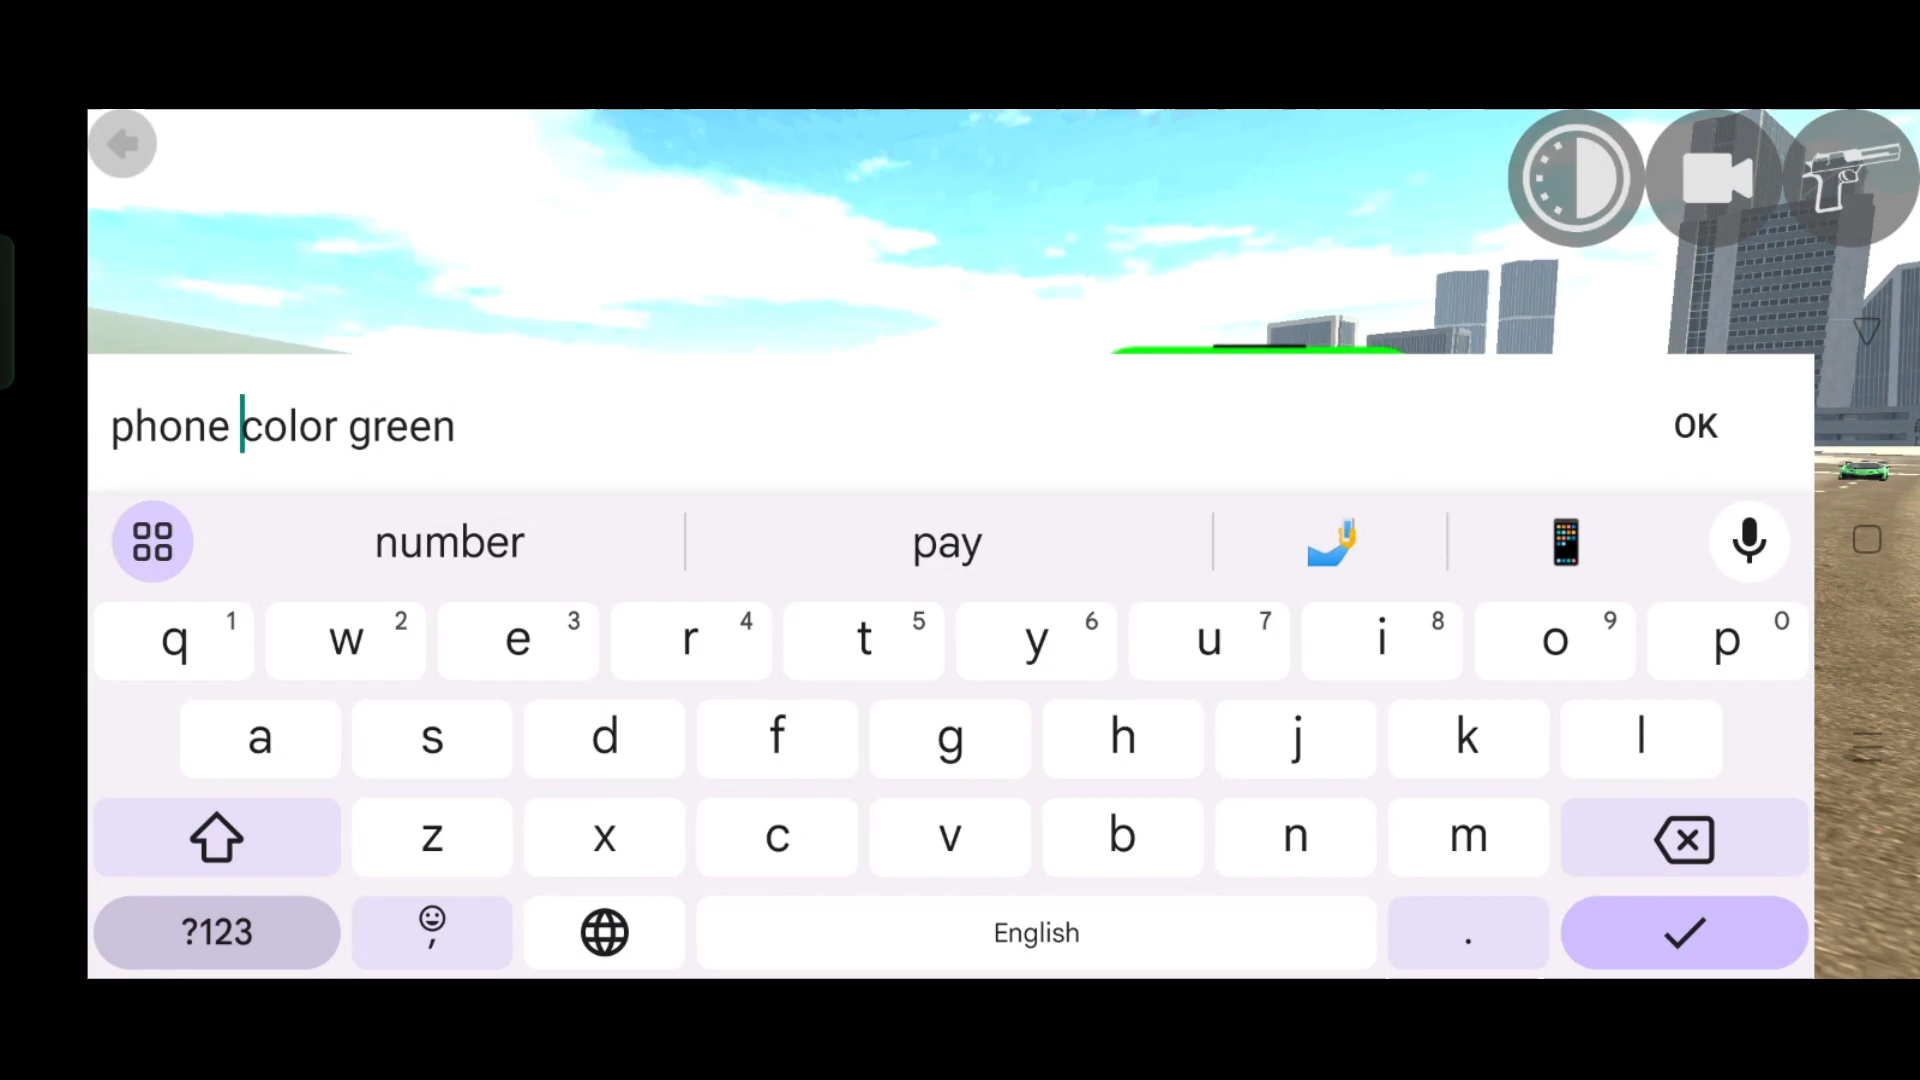 phone color green
OK
number pay
q 1 w 2 e 3 r 4 t 5 y 6 u 7 i 8 o 9 p 0
a s d f g h j k l
z x c v b n m
?123 , English .